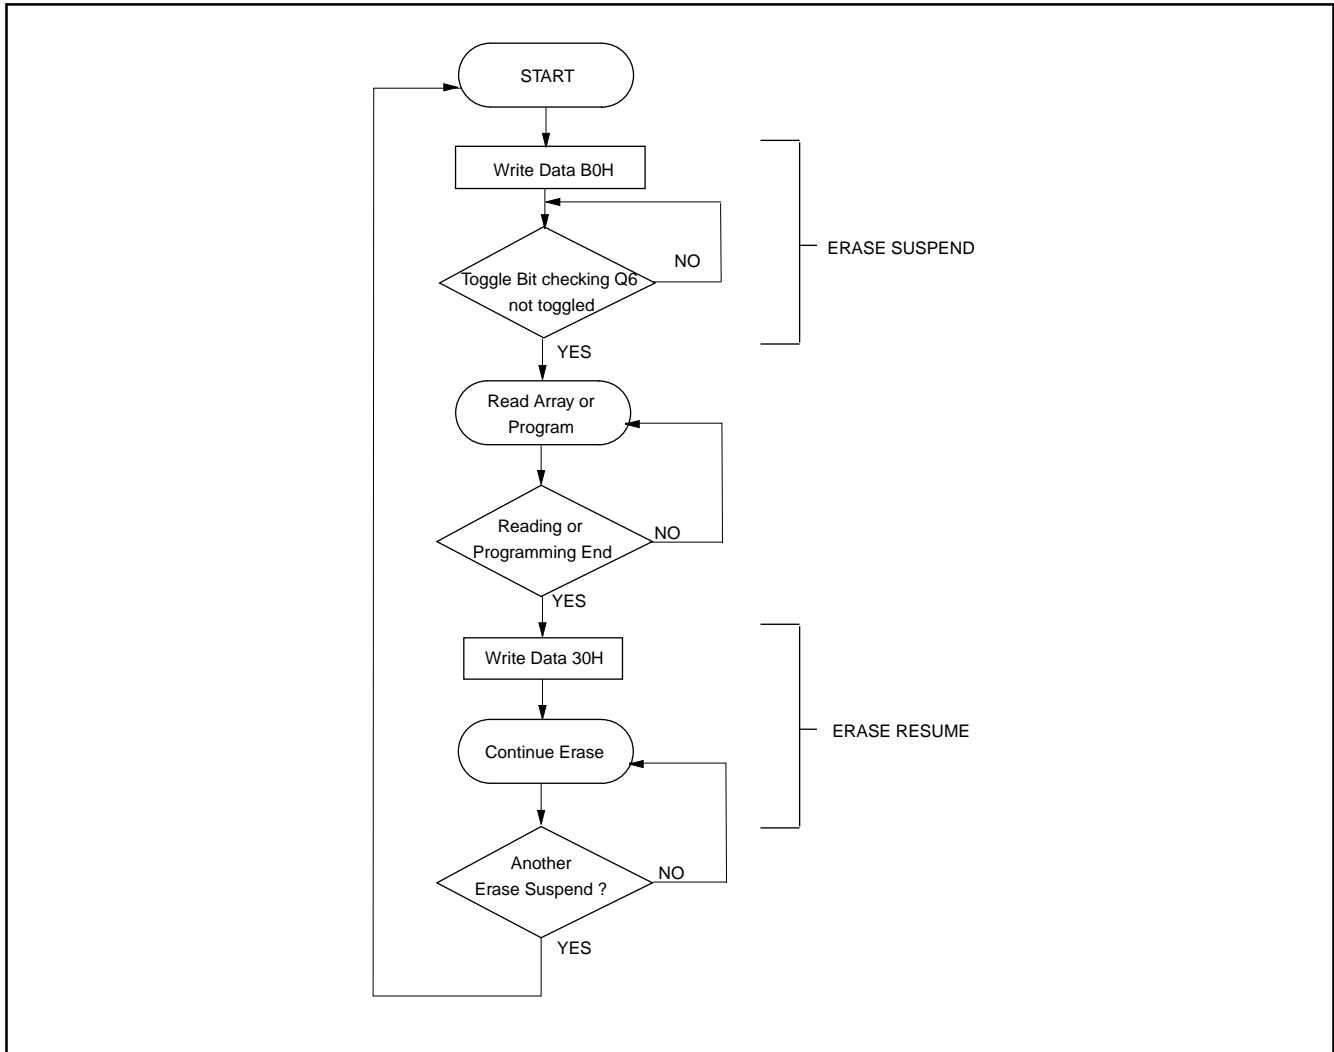 START
Write Data B0H
ERASE SUSPEND
NO
Toggle Bit checking Q6
not toggled
YES
Read Array or
Program
Reading or
Programming End
NO
YES
Write Data 30H
ERASE RESUME
Continue Erase
Another
Erase Suspend ?
NO
YES